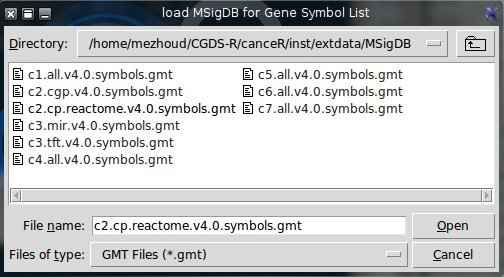 load MSigDB for Gene Symbol List
Directory: /home/mezhoud/CGDS-R/canceR/inst/extdata/MSigDB
c1.all.v4.0.symbols.gmt
c2.cgp.v4.0.symbols.gmt
c2.cp.reactome.v4.0.symbols.gmt
c3.mir.v4.0.symbols.gmt
c3.tft.v4.0.symbols.gmt
c4.all.v4.0.symbols.gmt
c5.all.v4.0.symbols.gmt
c6.all.v4.0.symbols.gmt
c7.all.v4.0.symbols.gmt
File name: c2.cp.reactome.v4.0.symbols.gmt Open
Files of type: GMT Files (*.gmt) Cancel